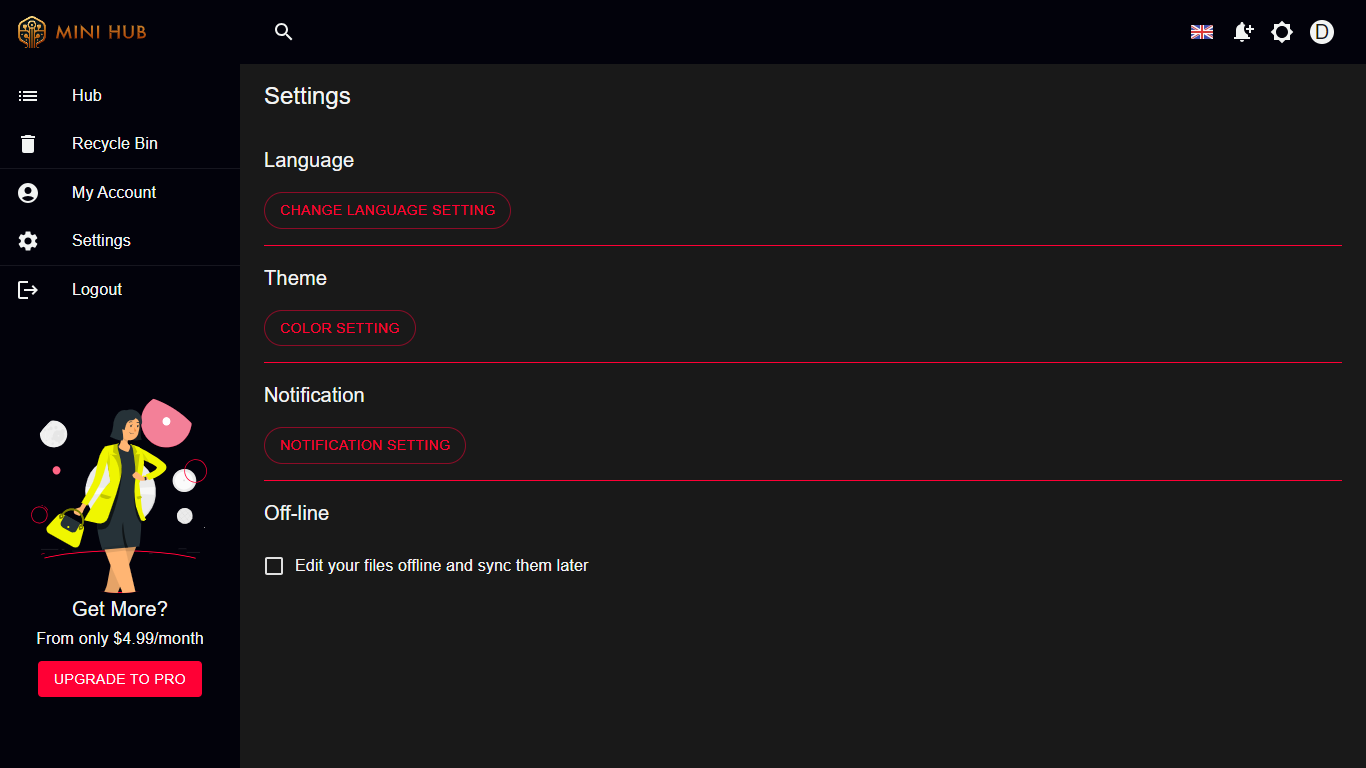 MINI HUB
D
Hub
Recycle Bin
My Account
Settings
Logout
Get More?
From only $4.99/month
UPGRADE TO PRO
Settings
Language
CHANGE LANGUAGE SETTING
Theme
COLOR SETTING
Notification
NOTIFICATION SETTING
Off-line
Edit your files offline and sync them later